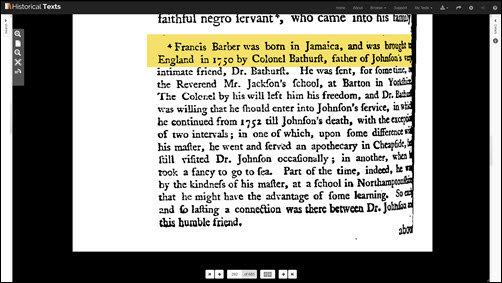 Historical Texts
Home About Browse Support My Texts
faithful negro ſervant*, who came into his family
* Francis Barber was born in Jamaica, and was brought to
England in 1750 by Colonel Bathurſt, father of Johnſon's very
intimate friend, Dr. Bathurſt. He was ſent, for ſome time, to
the Reverend Mr. Jackſon's ſchool, at Barton, in Yorkſhire.
The Colonel by his will left him his freedom, and Dr. Bathurſt
was willing that he ſhould enter into Johnſon's ſervice, in which
he continued from 1752 till Johnſon's death, with the exception
of two intervals; in one of which, upon ſome difference with
his maſter, he went and ſerved an apothecary in Cheapſide, but
ſtill viſited Dr. Johnſon occaſionally; in another, when he
took a fancy to go to ſea. Part of the time, indeed, he was
by the kindneſs of his maſter, at a ſchool in Northamptonſhire
that he might have the advantage of ſome learning. So early
and ſo laſting a connection was there between Dr. Johnſon and
this humble friend.
about